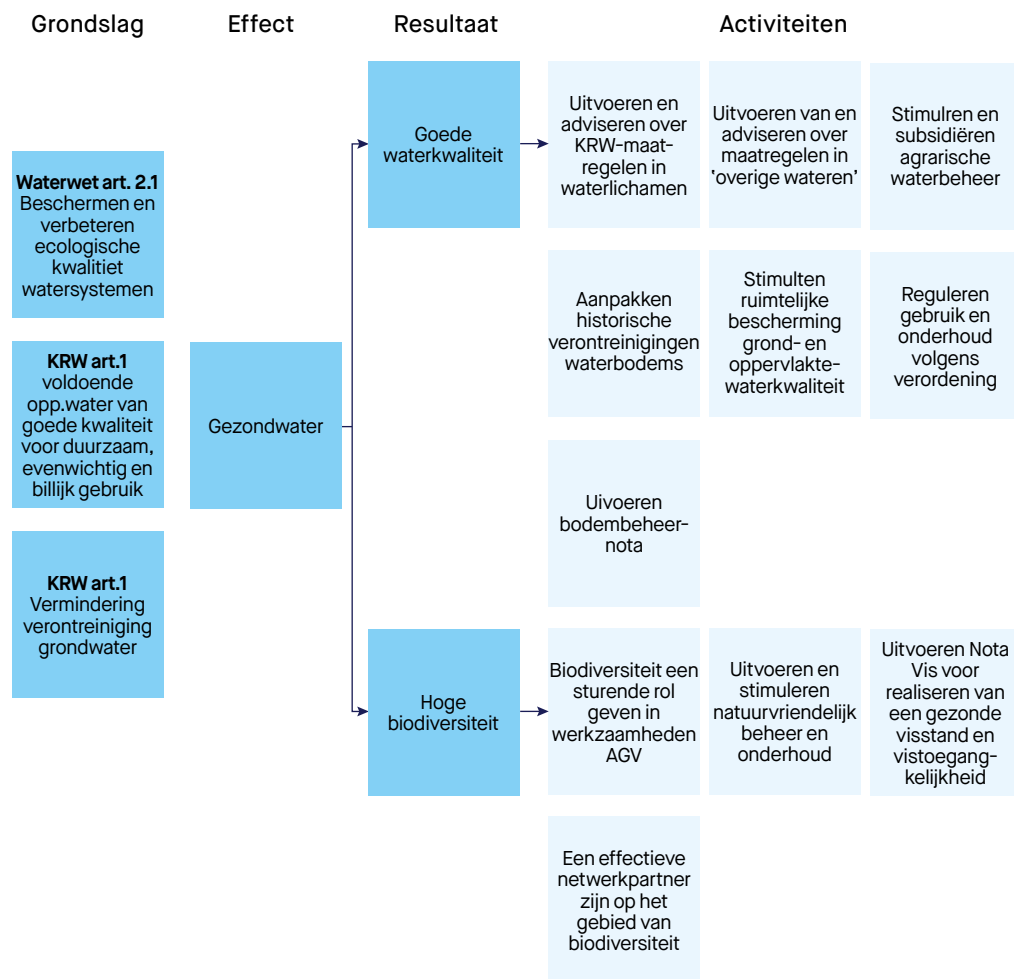 Grondslag
Effect
Resultaat
Activiteiten
Waterwet art. 2.1
Beschermen en
verbeteren
ecologische
kwalitiet
watersystemen
KRW art.1
voldoende
opp.water van
goede kwaliteit
voor duurzaam,
evenwichtig en
billijk gebruik
KRW art.1
Vermindering
verontreiniging
grondwater
Gezondwater
Goede
waterkwaliteit
Uitvoeren en
adviseren over
KRW-maat-
regelen in
waterlichamen
Uitvoeren van en
adviseren over
maatregelen in
‘overige wateren’
Stimulren en
subsidiëren
agrarische
waterbeheer
Aanpakken
historische
verontreinigingen
waterbodems
Stimulten
ruimtelijke
bescherming
grond- en
oppervlakte-
waterkwaliteit
Reguleren
gebruik en
onderhoud
volgens
verordening
Uivoeren
bodembeheer-
nota
Hoge
biodiversiteit
Biodiversiteit een
sturende rol
geven in
werkzaamheden
AGV
Uitvoeren en
stimuleren
natuurvriendelijk
beheer en
onderhoud
Uitvoeren Nota
Vis voor
realiseren van
een gezonde
visstand en
vistoegang-
kelijkheid
Een effectieve
netwerkpartner
zijn op het
gebied van
biodiversiteit